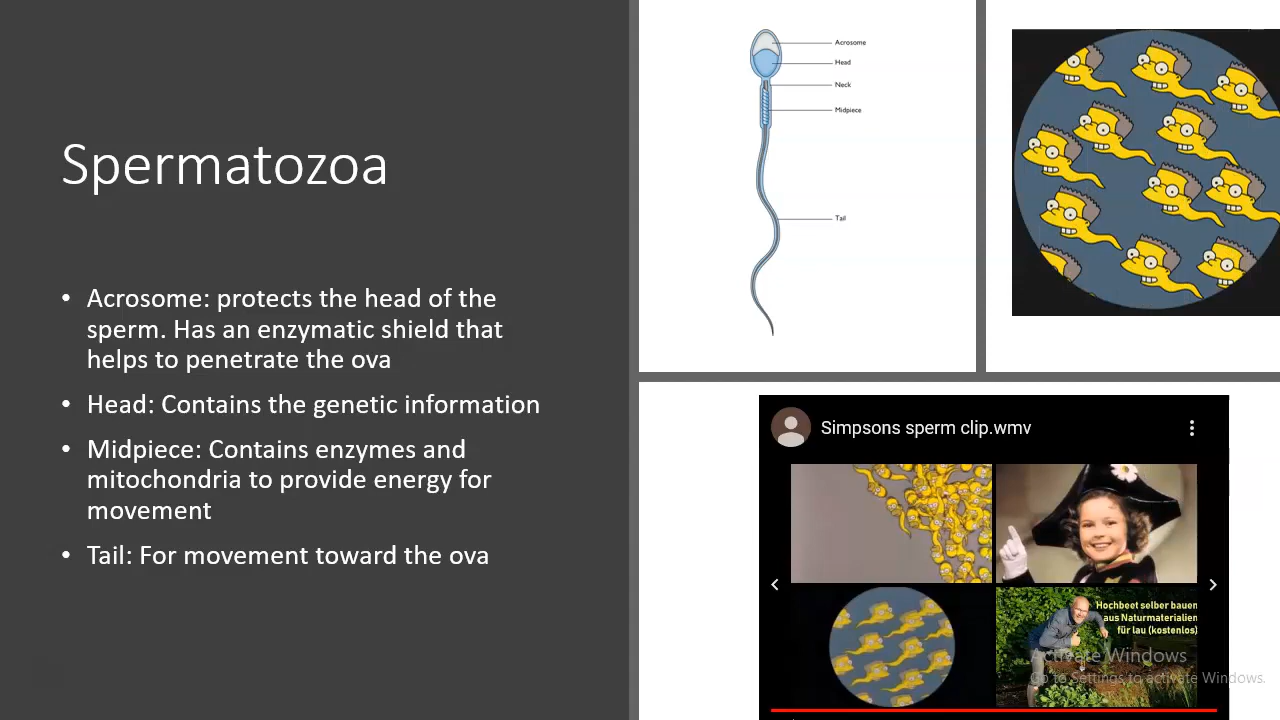 Spermatozoa
• Acrosome: protects the head of the
sperm. Has an enzymatic shield that
helps to penetrate the ova
• Head: Contains the genetic information
• Midpiece: Contains enzymes and
mitochondria to provide energy for
movement
• Tail: For movement toward the ova
Acrosome
Head
Neck
Midpiece
Tail
Simpsons sperm clip.wmv
Hochbeet selber bauen
aus Naturmaterialien
für lau (kostenlos)
Activate Windows
Go to Settings to activate Windows.